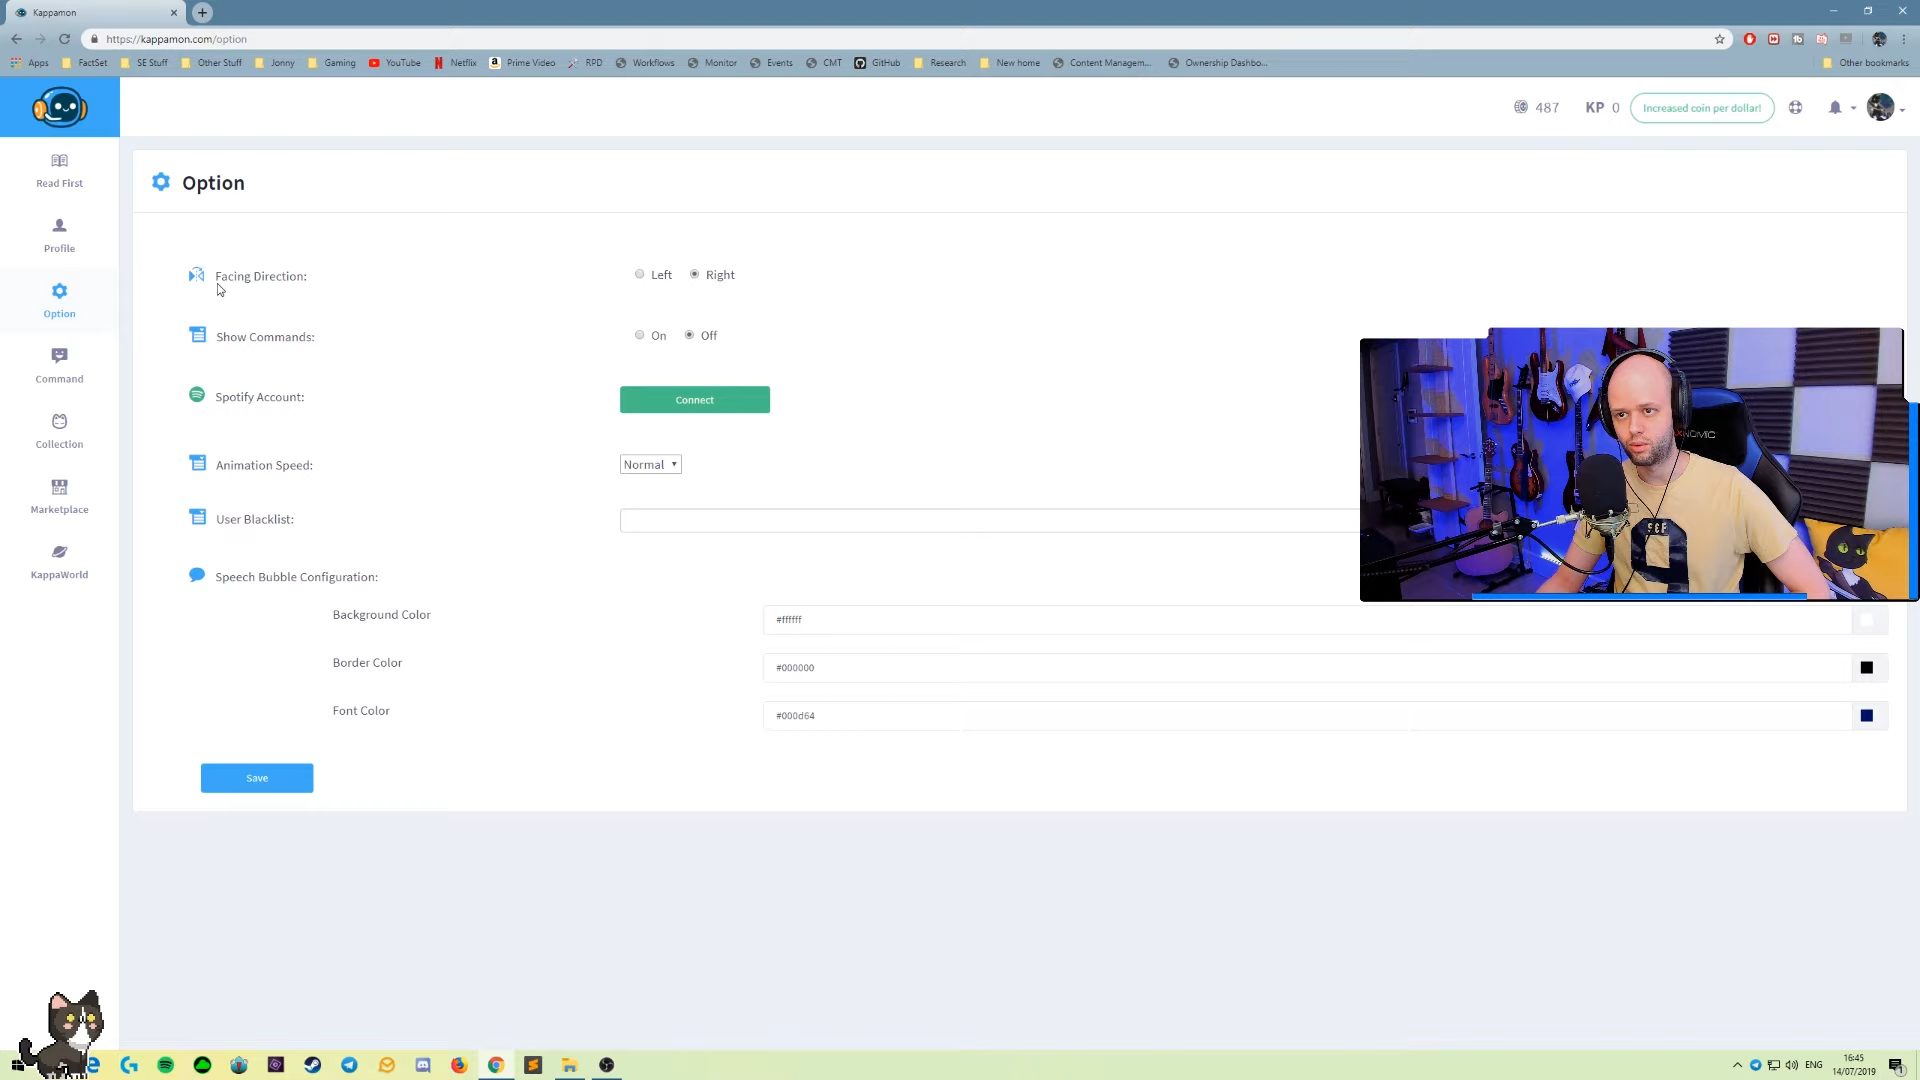 Kappamon
https://kappamon.com/option
Apps FactSet SE Stuff Other Stuff Jonny Gaming YouTube Netflix Prime Video RPD Workflows Monitor Events CMT GitHub Research New home Content Managem... Ownership Dashbo... Other bookmarks
487 KP 0 Increased coin per dollar!
Read First
Profile
Option
Command
Collection
Marketplace
KappaWorld
Option
Facing Direction: Left Right
Show Commands: On Off
Spotify Account: Connect
Animation Speed: Normal
User Blacklist:
Speech Bubble Configuration:
Background Color #ffffff
Border Color #000000
Font Color #000d64
Save
ENG
16:45
14/07/2019